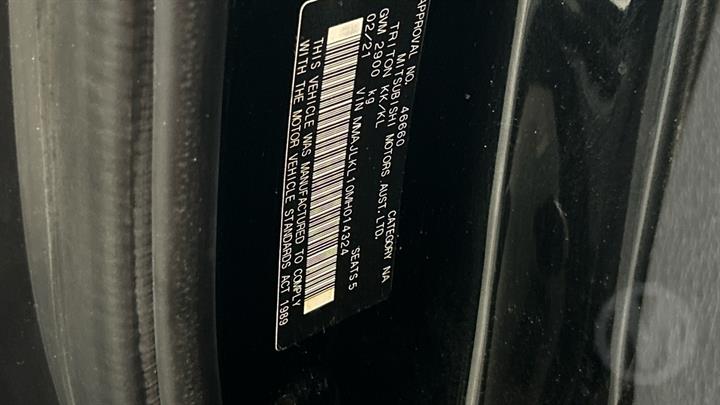 APPROVAL NO. 46660 CATEGORY NA
MITSUBISHI MOTORS AUST.LTD.
TRITON KK/KL
GVM 2900 kg SEATS 5
02/21 VIN MMAJLKL10MH014324
THIS VEHICLE WAS MANUFACTURED TO COMPLY
WITH THE MOTOR VEHICLE STANDARDS ACT 1989